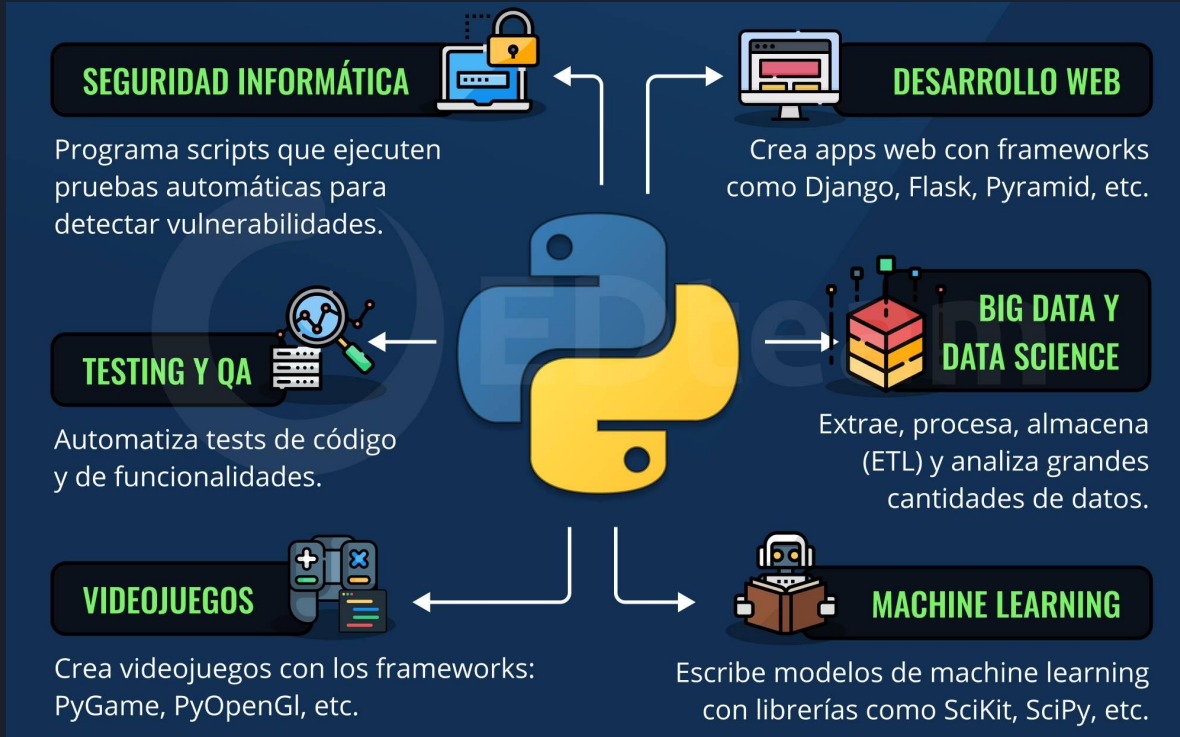 SEGURIDAD INFORMÁTICA
Programa scripts que ejecuten
pruebas automáticas para
detectar vulnerabilidades.
DESARROLLO WEB
Crea apps web con frameworks
como Django, Flask, Pyramid, etc.
TESTING Y QA
Automatiza tests de código
y de funcionalidades.
BIG DATA Y
DATA SCIENCE
Extrae, procesa, almacena
(ETL) y analiza grandes
cantidades de datos.
VIDEOJUEGOS
Crea videojuegos con los frameworks:
PyGame, PyOpenGl, etc.
MACHINE LEARNING
Escribe modelos de machine learning
con librerías como SciKit, SciPy, etc.
EDteam